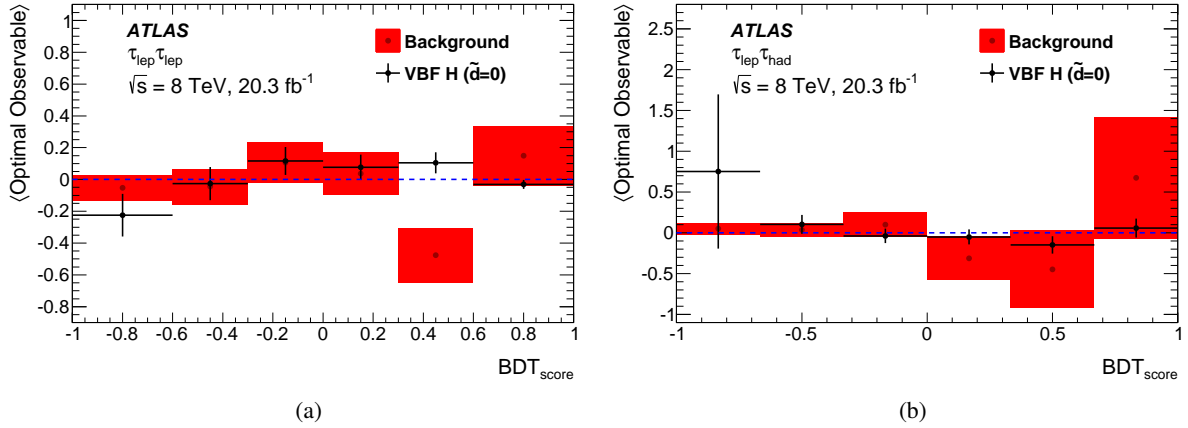 ⟨Optimal Observable⟩
1
0.8
0.6
0.4
0.2
0
-0.2
-0.4
-0.6
-0.8
ATLAS
τlepτlep
√s = 8 TeV, 20.3 fb⁻¹
Background
VBF H (d̃=0)
-1 -0.8 -0.6 -0.4 -0.2 0 0.2 0.4 0.6 0.8 1
BDTscore
(a)
⟨Optimal Observable⟩
2.5
2
1.5
1
0.5
0
-0.5
-1
ATLAS
τlepτhad
√s = 8 TeV, 20.3 fb⁻¹
Background
VBF H (d̃=0)
-1 -0.5 0 0.5 1
BDTscore
(b)